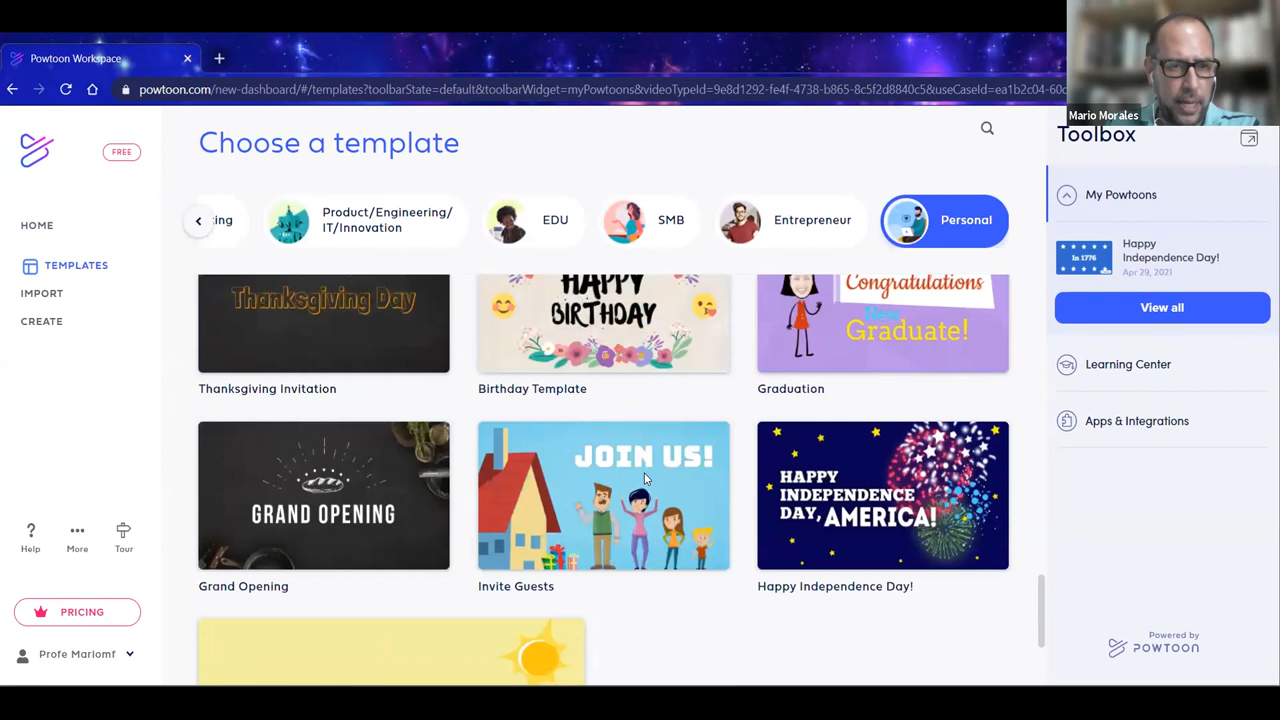 Powtoon Workspace
powtoon.com/new-dashboard/#/templates?toolbarState=default&toolbarWidget=myPowtoons&videoTypeId=9e8d1292-fe4f-4738-b865-8c5f2d8840c5&useCaseId=ea1b2c04-60c
Mario Morales
FREE
Choose a template
Toolbox
ting
Product/Engineering/
IT/Innovation
EDU
SMB
Entrepreneur
Personal
My Powtoons
HOME
TEMPLATES
IMPORT
CREATE
In 1776
Happy
Independence Day!
Apr 29, 2021
View all
Learning Center
Apps & Integrations
Thanksgiving Day
HAPPY
BIRTHDAY
Congratulations
New
Graduate!
Thanksgiving Invitation
Birthday Template
Graduation
GRAND OPENING
JOIN US!
HAPPY
INDEPENDENCE
DAY, AMERICA!
Grand Opening
Invite Guests
Happy Independence Day!
Help
More
Tour
PRICING
Profe Mariomf
Powered by
POWTOON